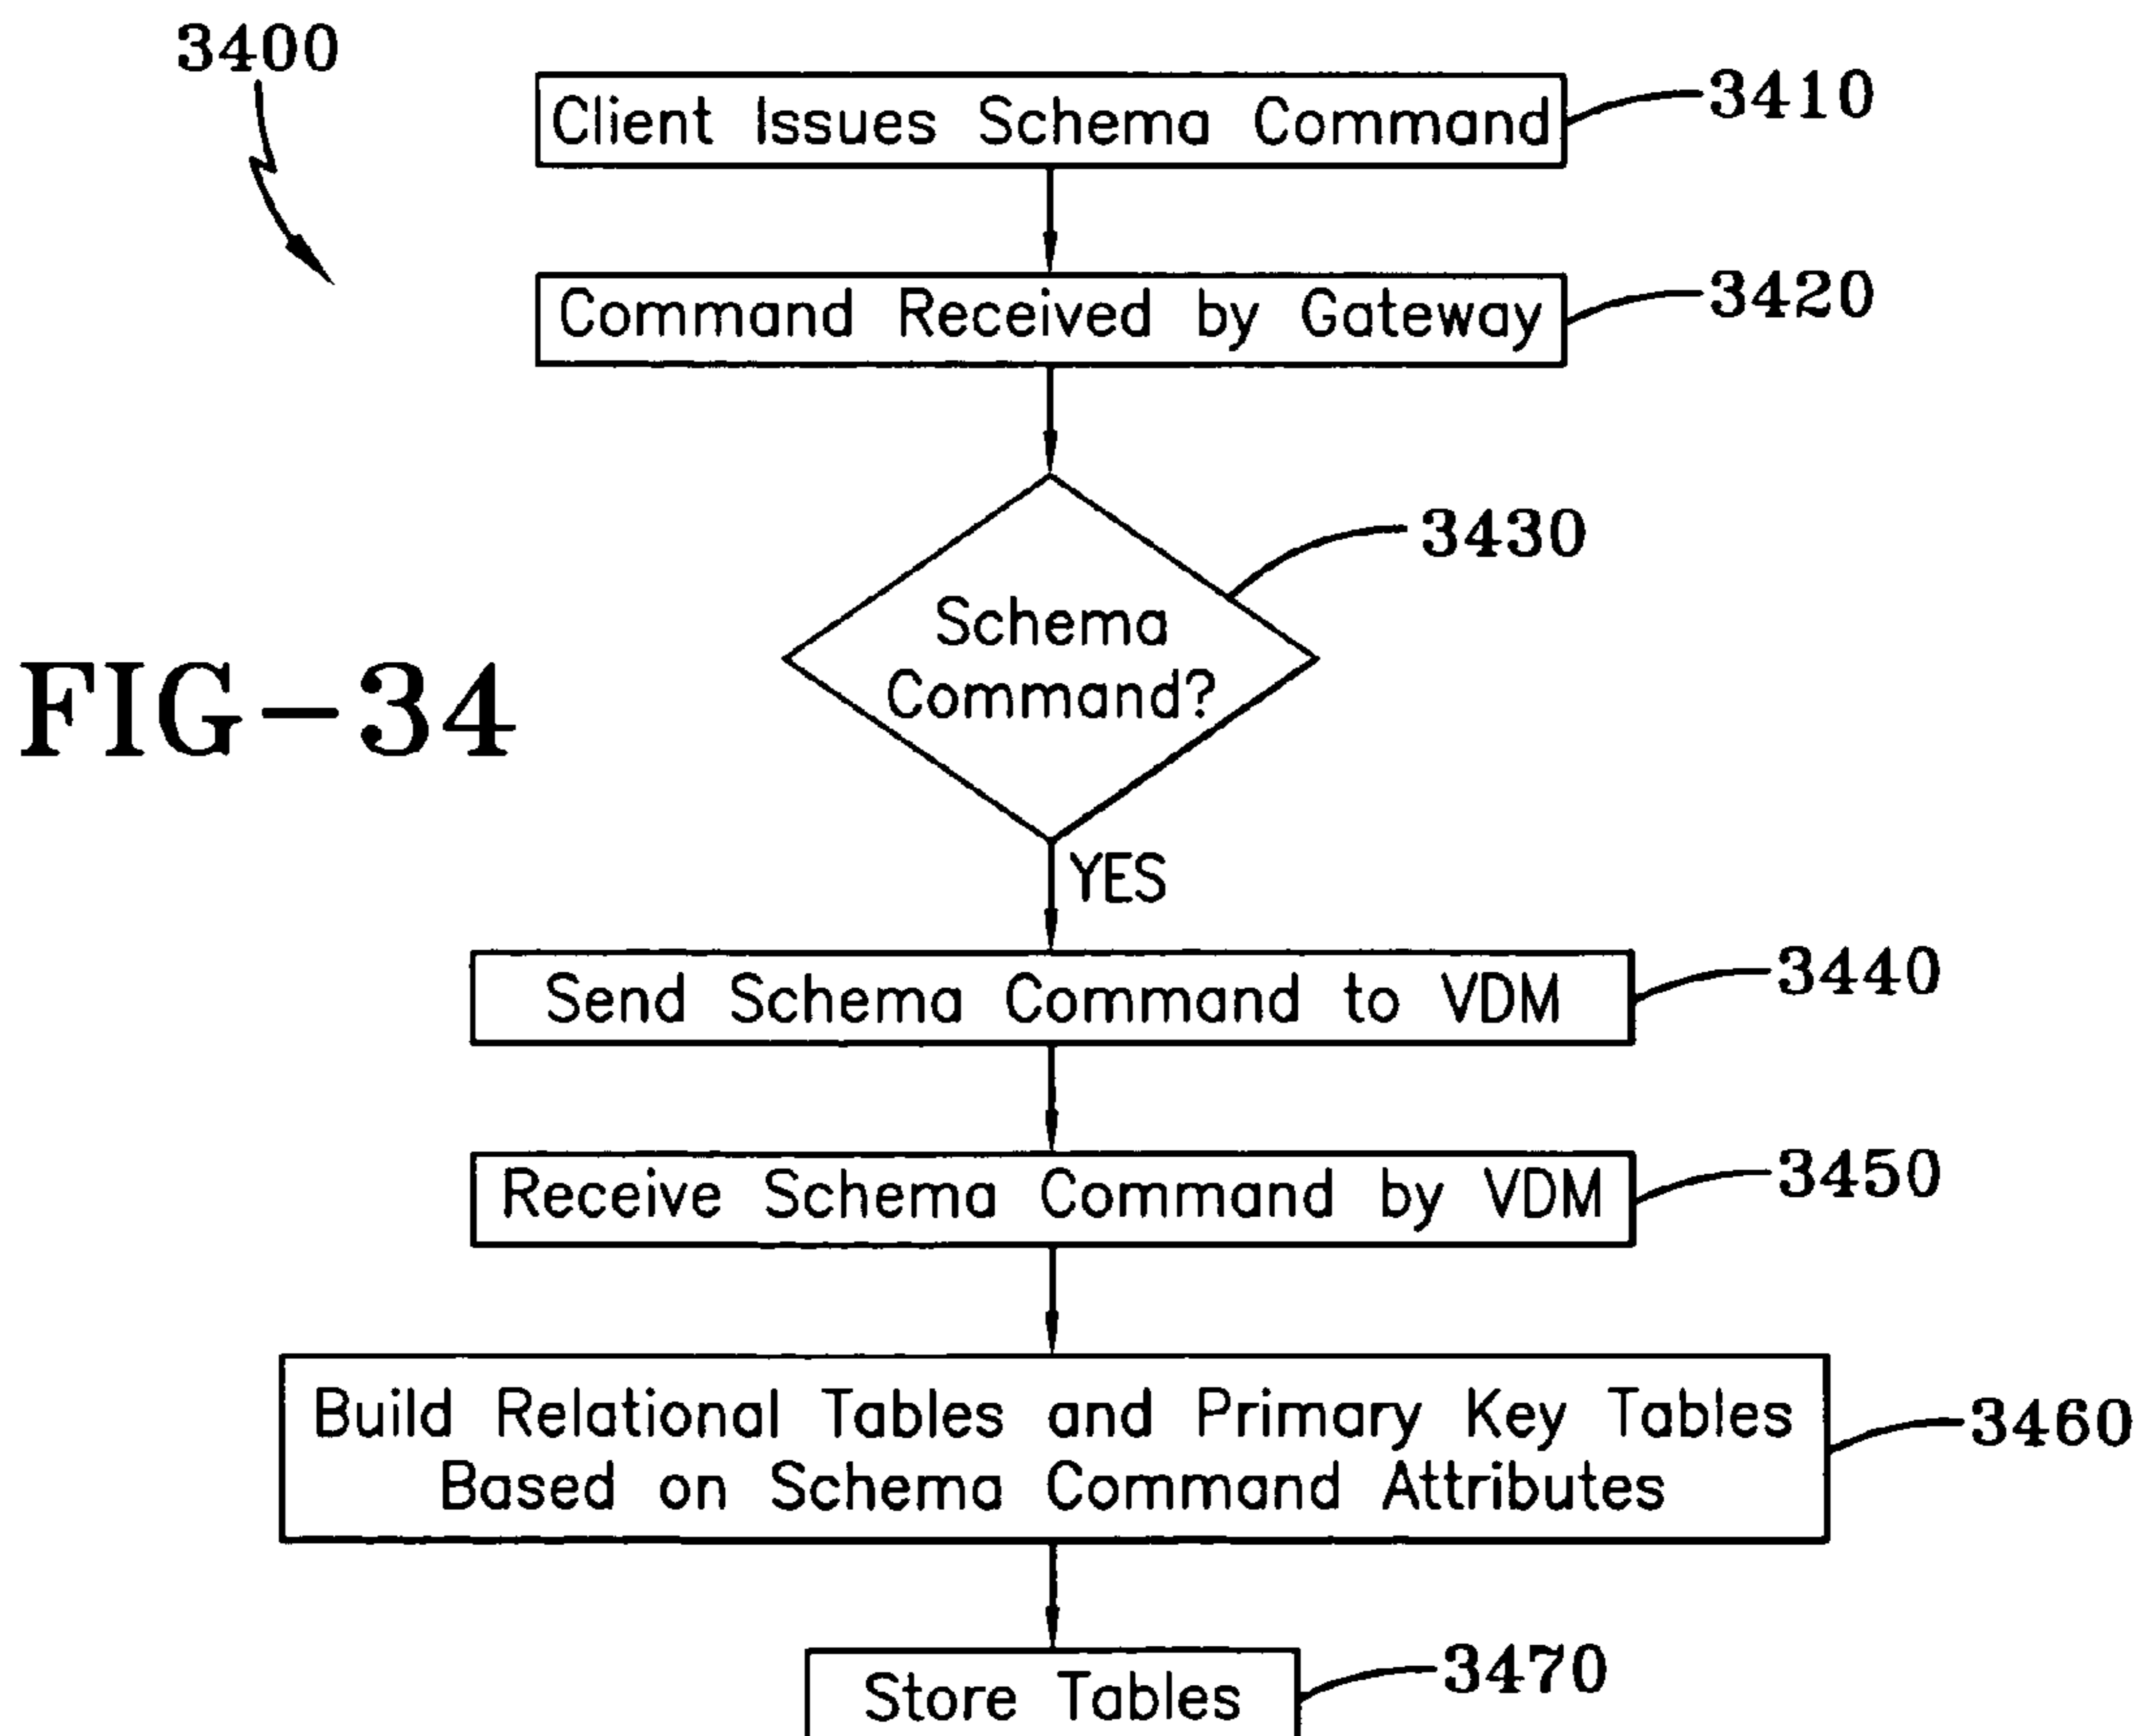 3400
Client Issues Schema Command
3410
Command Received by Gateway
3420
Schema
Command?
3430
FIG-34
YES
Send Schema Command to VDM
3440
Receive Schema Command by VDM
3450
Build Relational Tables and Primary Key Tables
Based on Schema Command Attributes
3460
Store Tables
3470